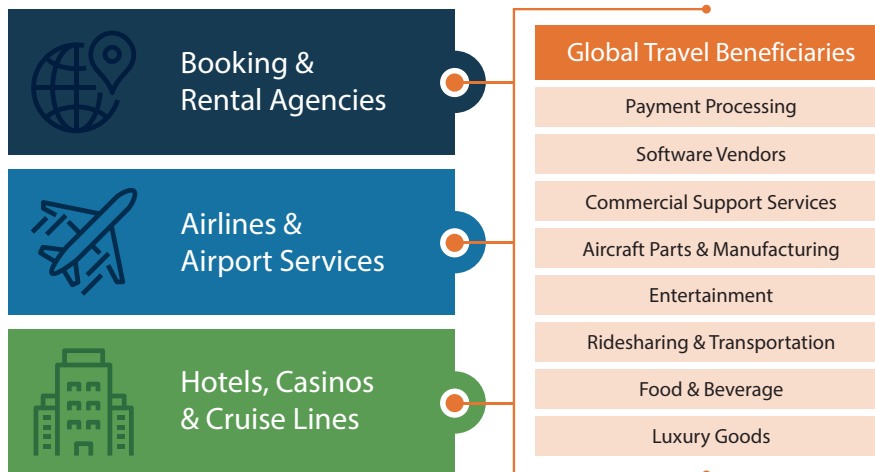 Booking &
Rental Agencies
Airlines &
Airport Services
Hotels, Casinos
& Cruise Lines
Global Travel Beneficiaries
Payment Processing
Software Vendors
Commercial Support Services
Aircraft Parts & Manufacturing
Entertainment
Ridesharing & Transportation
Food & Beverage
Luxury Goods